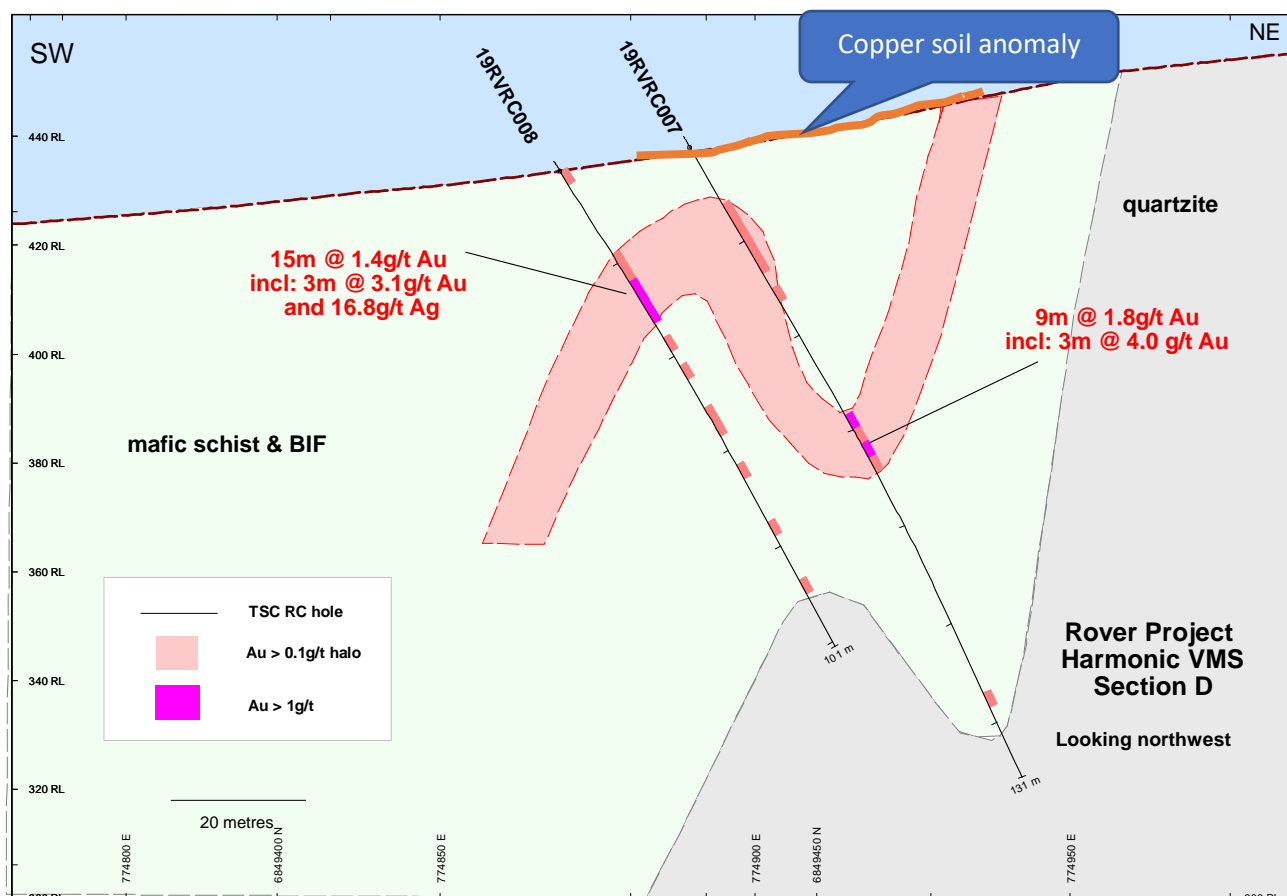 SW
NE
Copper soil anomaly
19RVRC008
19RVRC007
440 RL
420 RL
400 RL
380 RL
360 RL
340 RL
320 RL
quartzite
15m @ 1.4g/t Au
incl: 3m @ 3.1g/t Au
and 16.8g/t Ag
9m @ 1.8g/t Au
incl: 3m @ 4.0 g/t Au
mafic schist & BIF
TSC RC hole
Au > 0.1g/t halo
Au > 1g/t
101 m
131 m
Rover Project
Harmonic VMS
Section D
Looking northwest
20 metres
774800 E
6849400 N
774850 E
774900 E
6849450 N
774950 E